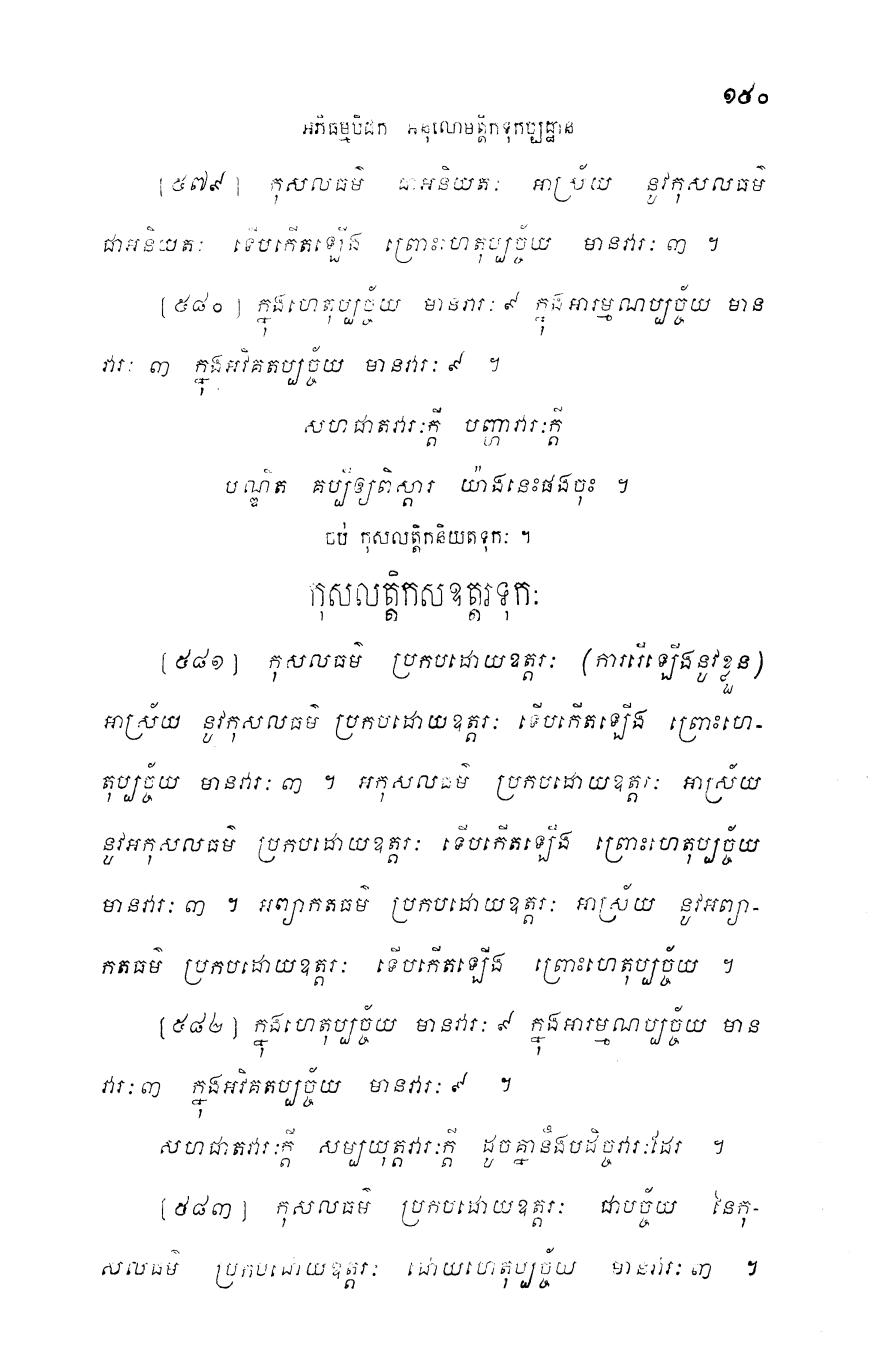 ១៩០
អភិធម្មបិដក អនុលោមត្តិកទុកប្បដ្ឋាន
[៥៧៩] កុសលធម៌ ជាអនិយតៈ អាស្រ័យ នូវកុសលធម៌
ជាអនិយតៈ ទើបកើតឡើង ព្រោះហេតុប្បច្ច័យ មានវារៈ ៣ ។
[៥៨០] ក្នុងហេតុប្បច្ច័យ មានវារៈ ៩ ក្នុងអារម្មណប្បច្ច័យ មាន
វារៈ ៣ ក្នុងអវិគតប្បច្ច័យ មានវារៈ ៩ ។
សហជាតវារៈក្តី បញ្ហាវារៈក្តី
បណ្ឌិត គប្បីឲ្យពិស្តារ យ៉ាងនេះផងចុះ ។
ចប់ កុសលត្តិកនិយតទុកៈ ។
កុសលត្តិកសឧត្តរទុកៈ
[៥៨១] កុសលធម៌ ប្រកបដោយឧត្តរៈ (ការរើឡើងនូវខ្លួន)
អាស្រ័យ នូវកុសលធម៌ ប្រកបដោយឧត្តរៈ ទើបកើតឡើង ព្រោះហេ-
តុប្បច្ច័យ មានវារៈ ៣ ។ អកុសលធម៌ ប្រកបដោយឧត្តរៈ អាស្រ័យ
នូវអកុសលធម៌ ប្រកបដោយឧត្តរៈ ទើបកើតឡើង ព្រោះហេតុប្បច្ច័យ
មានវារៈ ៣ ។ អព្យាកតធម៌ ប្រកបដោយឧត្តរៈ អាស្រ័យ នូវអព្យា-
កតធម៌ ប្រកបដោយឧត្តរៈ ទើបកើតឡើង ព្រោះហេតុប្បច្ច័យ ។
[៥៨២] ក្នុងហេតុប្បច្ច័យ មានវារៈ ៩ ក្នុងអារម្មណប្បច្ច័យ មាន
វារៈ ៣ ក្នុងអវិគតប្បច្ច័យ មានវារៈ ៩ ។
សហជាតវារៈក្តី សម្បយុត្តវារៈក្តី ដូចគ្នានឹងបដិច្ចវារៈដែរ ។
[៥៨៣] កុសលធម៌ ប្រកបដោយឧត្តរៈ ជាបច្ច័យ នៃកុ-
សលធម៌ ប្រកបដោយឧត្តរៈ ដោយហេតុប្បច្ច័យ មានវារៈ ៣ ។